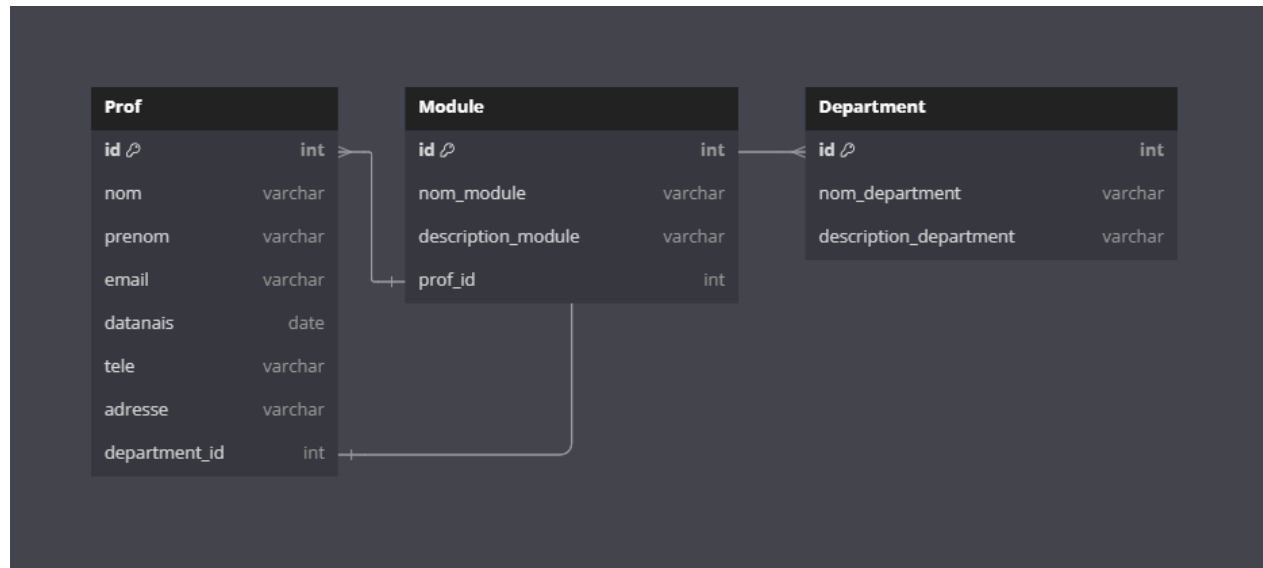 Prof
id int
nom varchar
prenom varchar
email varchar
datanais date
tele varchar
adresse varchar
department_id int
Module
id int
nom_module varchar
description_module varchar
prof_id int
Department
id int
nom_department varchar
description_department varchar